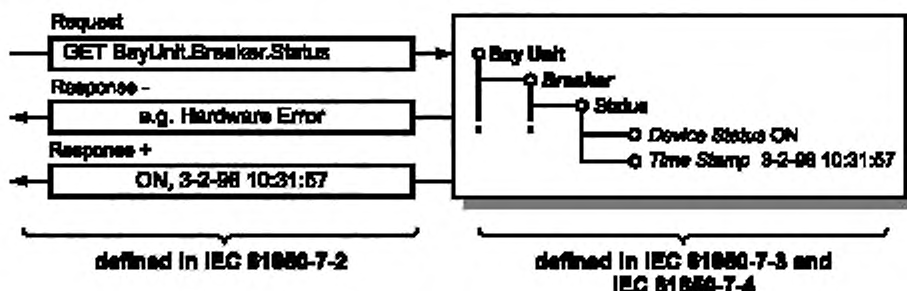 Request
GET BayUnit.Breaker.Status
Response -
e.g. Hardware Error
Response +
ON, 3-2-98 10:31:57
Bay Unit
Breaker
Status
Device Status ON
Time Stamp 3-2-98 10:31:57
defined in IEC 61850-7-2
defined in IEC 61850-7-3 and
IEC 61850-7-4